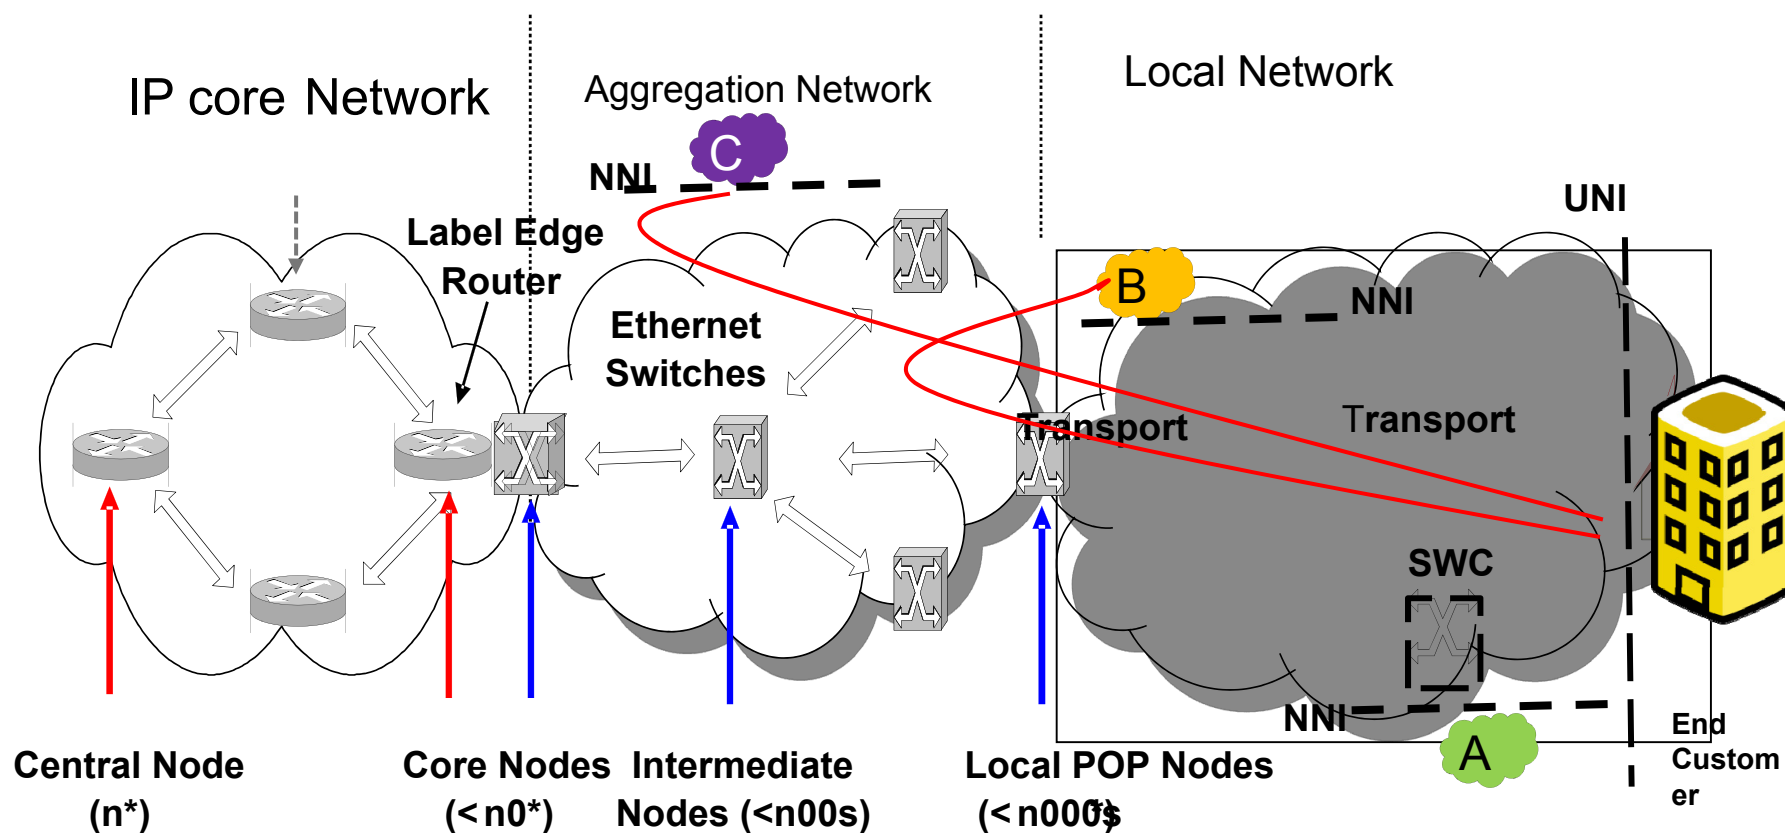 IP core Network
Aggregation Network
Local Network
C
NNI
UNI
Label Edge
Router
B
NNI
Ethernet
Switches
Transport
Transport
SWC
NNI
A
End
Custom
er
Central Node
(n*)
Core Nodes
(< n0*)
Intermediate
Nodes (<n00s)
Local POP Nodes
(< n000*s